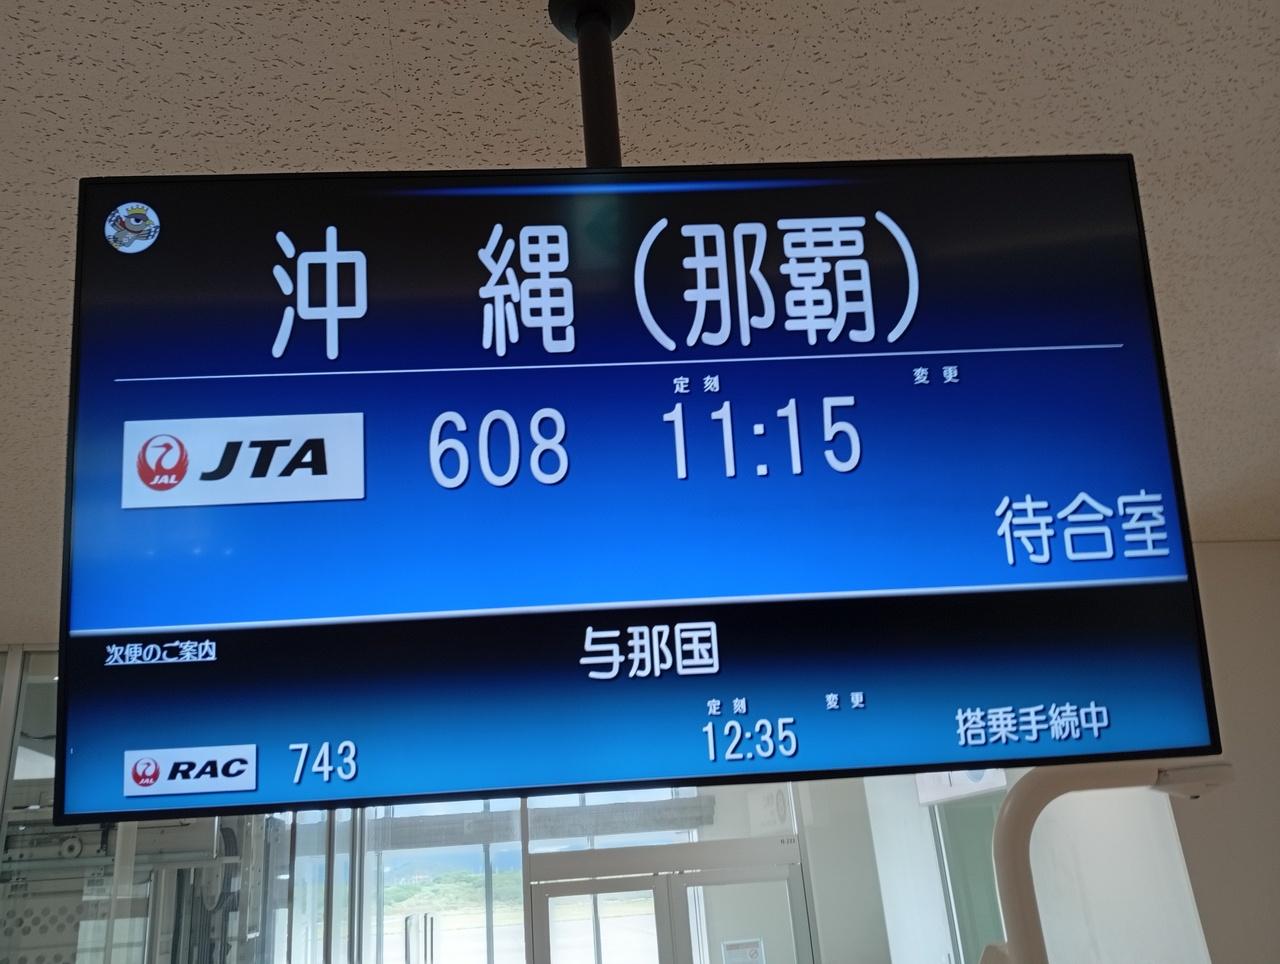 沖 縄(那覇)
定刻 変更
JAL JTA 608 11:15
待合室
次便のご案内
与那国
定刻 変更
JAL RAC 743 12:35 搭乗手続中